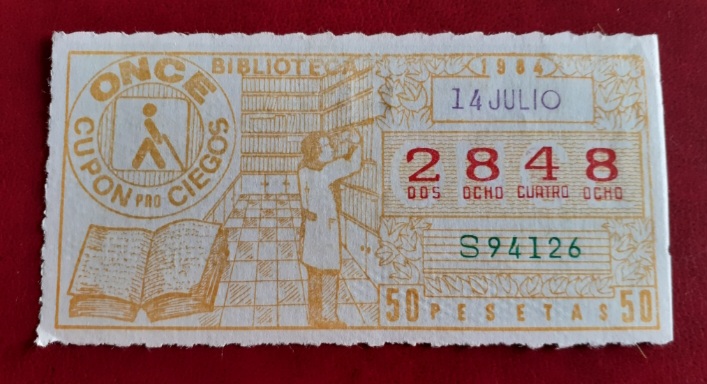 ONCE
CUPON PRO CIEGOS
BIBLIOTECA
1984
14 JULIO
2848
DOS OCHO CUATRO OCHO
S94126
50 PESETAS 50